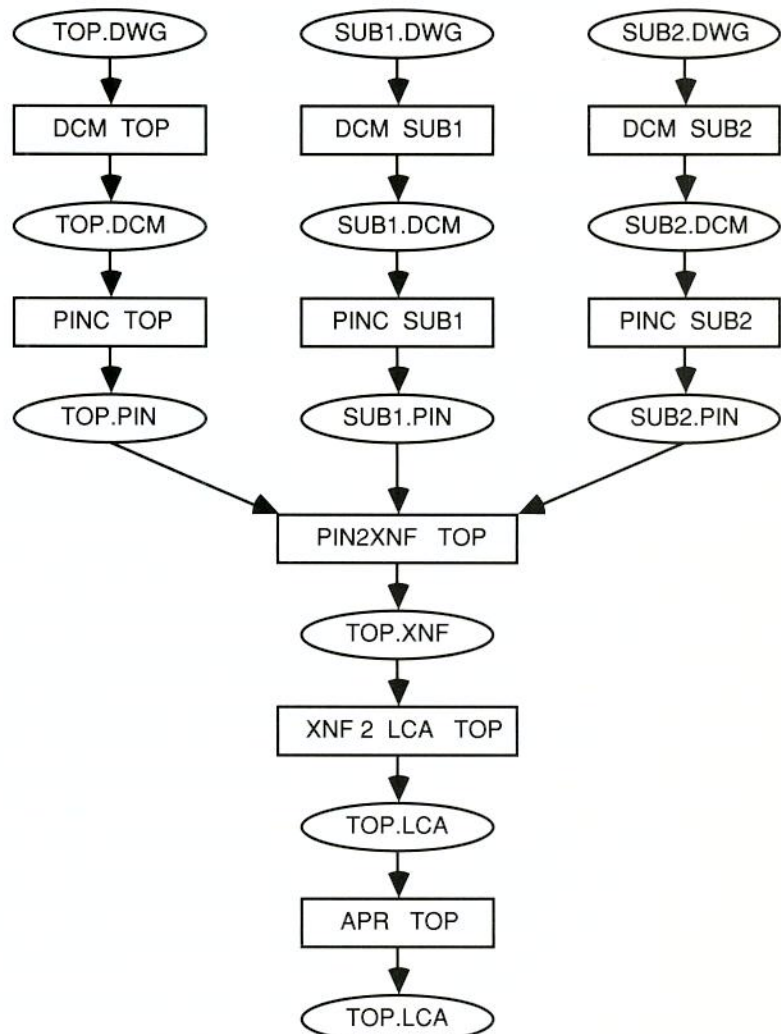 TOP.DWG
SUB1.DWG
SUB2.DWG
DCM TOP
DCM SUB1
DCM SUB2
TOP.DCM
SUB1.DCM
SUB2.DCM
PINC TOP
PINC SUB1
PINC SUB2
TOP.PIN
SUB1.PIN
SUB2.PIN
PIN2XNF TOP
TOP.XNF
XNF 2 LCA TOP
TOP.LCA
APR TOP
TOP.LCA